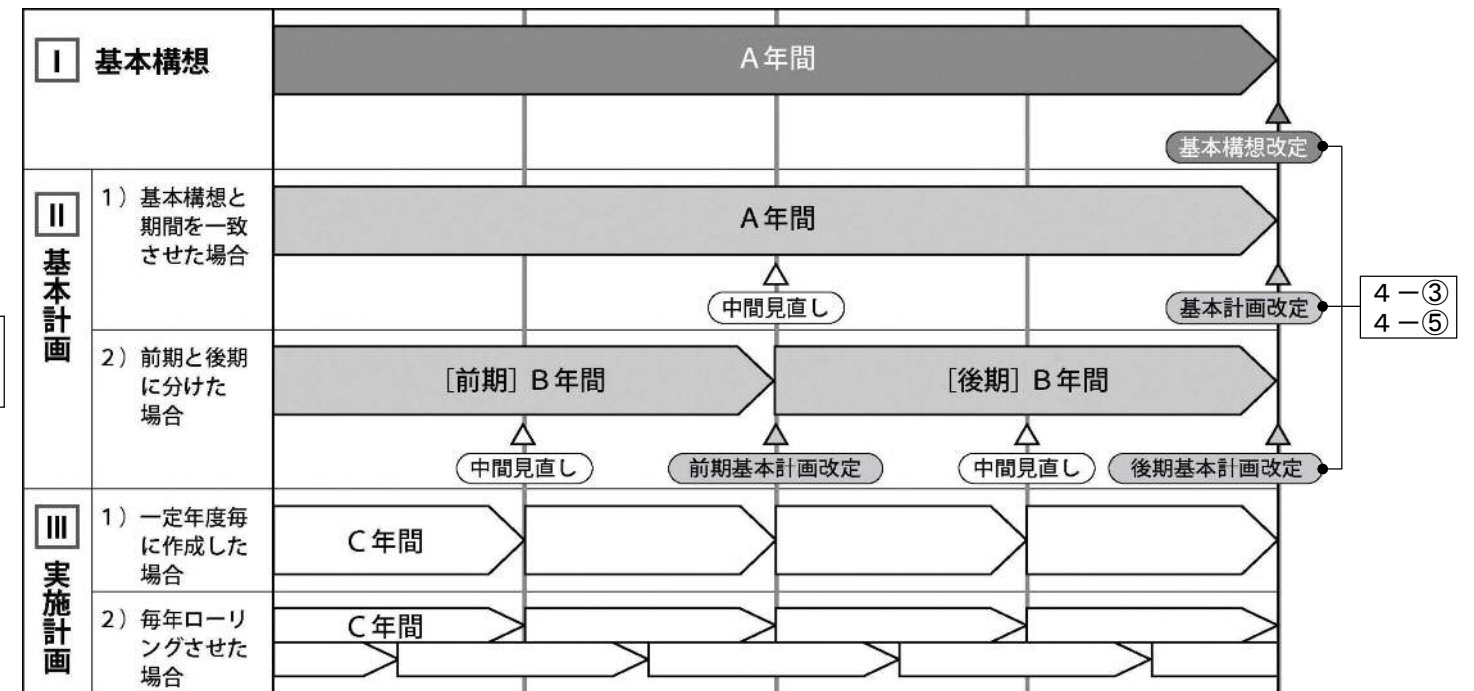 Ⅰ 基本構想
A年間
基本構想改定
Ⅱ 基本計画
1）基本構想と
期間を一致
させた場合
A年間
中間見直し
基本計画改定
4－③
4－⑤
2）前期と後期
に分けた
場合
［前期］B年間
［後期］B年間
中間見直し
前期基本計画改定
中間見直し
後期基本計画改定
Ⅲ 実施計画
1）一定年度毎
に作成した
場合
C年間
2）毎年ローリ
ングさせた
場合
C年間